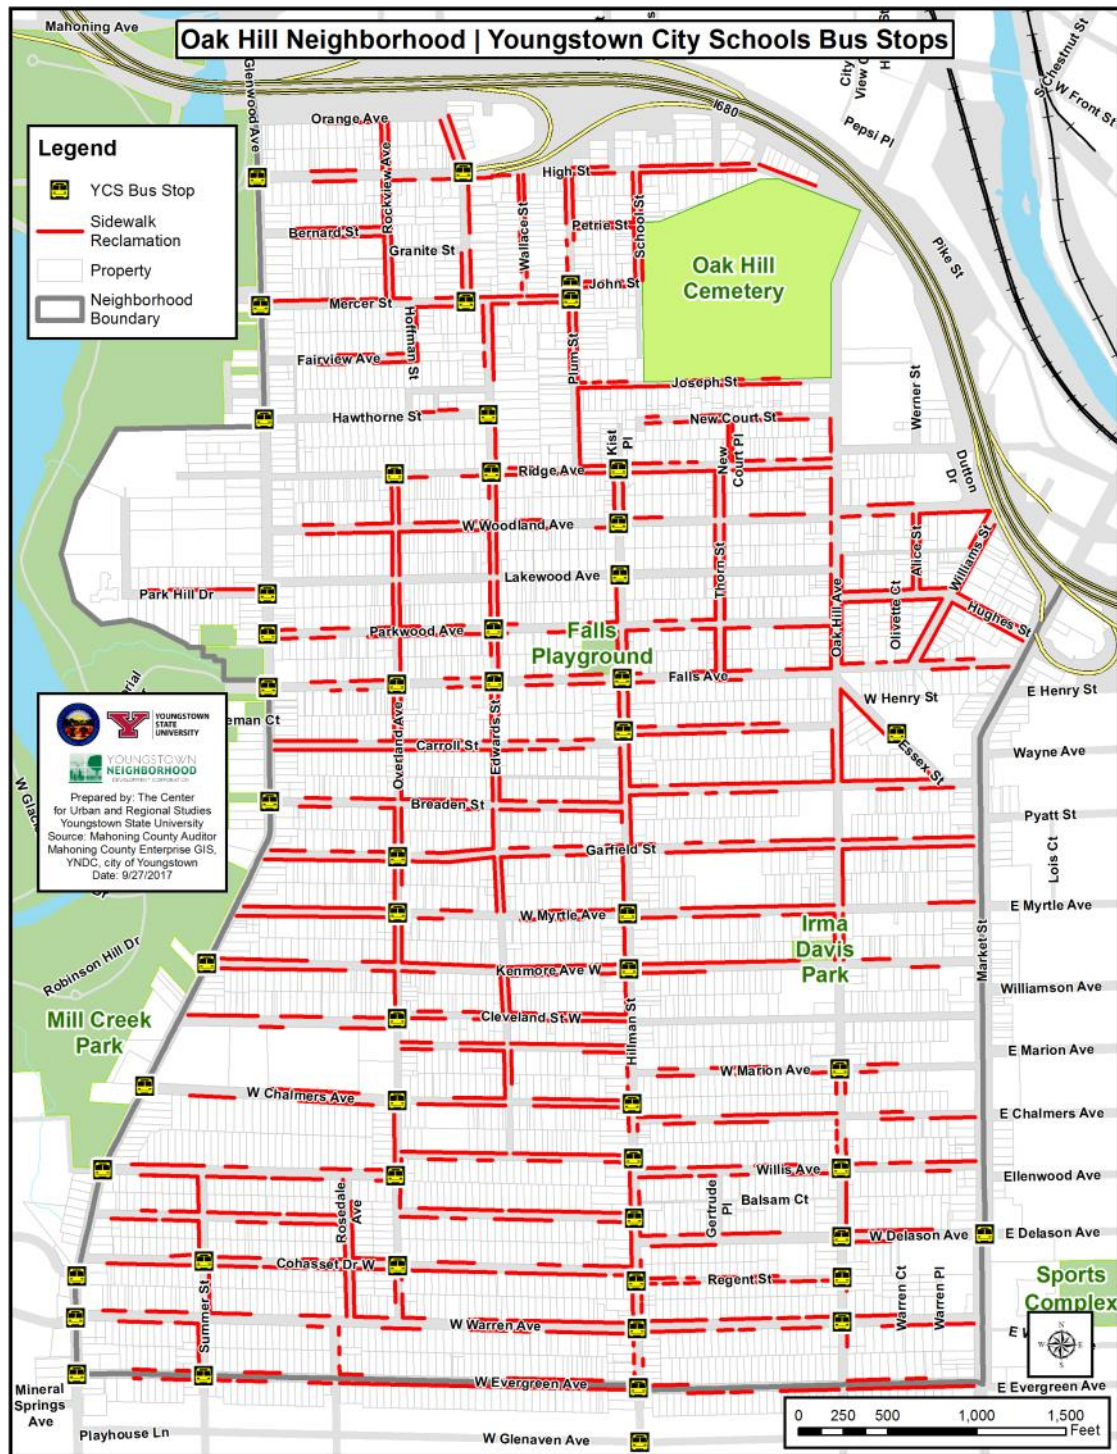 Mahoning Ave
Oak Hill Neighborhood | Youngstown City Schools Bus Stops
City
View C
S Chestnut St
W Front St
Pepsi Pl
I680
Glenwood Ave
Legend
YCS Bus Stop
Sidewalk
Reclamation
Property
Neighborhood
Boundary
Orange Ave
Rockview Ave
High St
Wallace St
Petrie St
School St
Bernard St
Granite St
Pike St
Oak Hill
Cemetery
John St
Mercer St
Hoffman St
Plum St
Fairview Ave
Joseph St
Werner St
Hawthorne St
New Court St
Kist
Pl
New
Court Pl
Ridge Ave
Dutton
Dr
W Woodland Ave
Alice St
Williams St
Lakewood Ave
Thorn St
Park Hill Dr
Oak Hill Ave
Olivette Ct
Hughes St
Parkwood Ave
Falls
Playground
Falls Ave
W Henry St
E Henry St
eman Ct
Overland Ave
Edwards St
Carroll St
Essex St
Wayne Ave
YOUNGSTOWN
STATE
UNIVERSITY
YOUNGSTOWN
NEIGHBORHOOD
DEVELOPMENT CORPORATION
Prepared by: The Center
for Urban and Regional Studies
Youngstown State University
Source: Mahoning County Auditor
Mahoning County Enterprise GIS,
YNDC, city of Youngstown
Date: 9/27/2017
W Glacie
Breaden St
Pyatt St
Garfield St
Lois Ct
W Myrtle Ave
E Myrtle Ave
Irma
Davis
Park
Robinson Hill Dr
Kenmore Ave W
Market St
Williamson Ave
Mill Creek
Park
Cleveland St W
Hillman St
E Marion Ave
W Marion Ave
W Chalmers Ave
E Chalmers Ave
Willis Ave
Ellenwood Ave
Rosedale
Ave
Gertrude
Pl
Balsam Ct
W Delason Ave
E Delason Ave
Cohasset Dr W
Regent St
Sports
Complex
Summer St
Warren Ct
Warren Pl
W Warren Ave
E W
N
W E
S
Mineral
Springs
Ave
W Evergreen Ave
E Evergreen Ave
Playhouse Ln
W Glenaven Ave
0 250 500 1,000 1,500
Feet